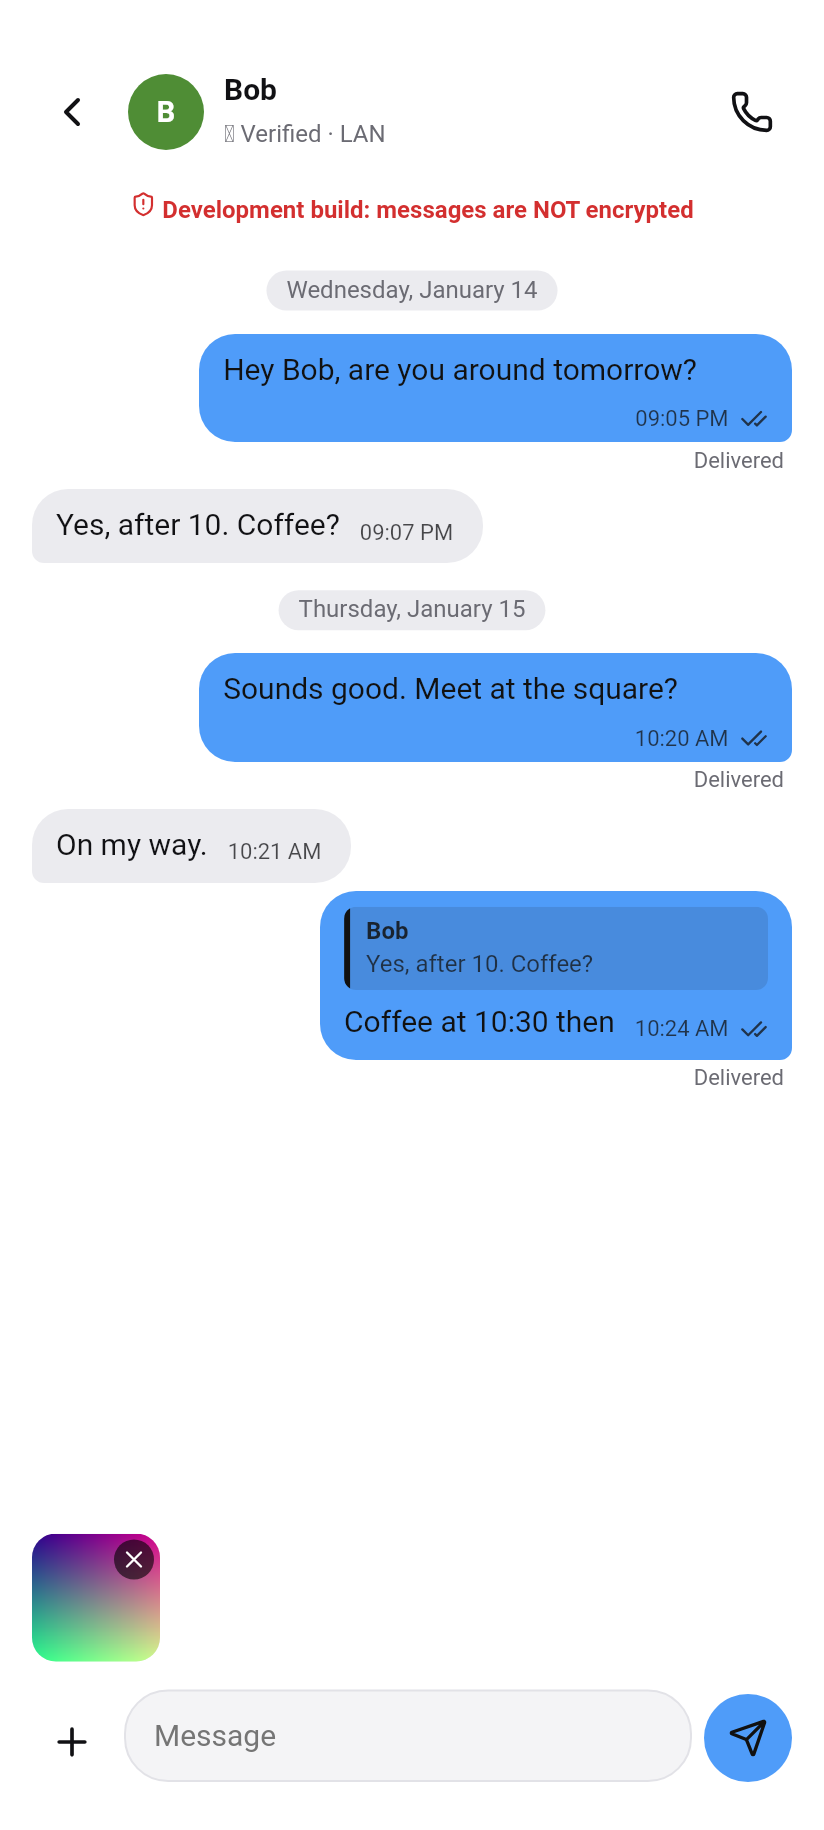 Bob
B
Verified · LAN
Development build: messages are NOT encrypted
Wednesday, January 14
Hey Bob, are you around tomorrow?
09:05 PM
Delivered
Yes, after 10. Coffee? 09:07 PM
Thursday, January 15
Sounds good. Meet at the square?
10:20 AM
Delivered
On my way. 10:21 AM
Bob
Yes, after 10. Coffee?
Coffee at 10:30 then 10:24 AM
Delivered
Message